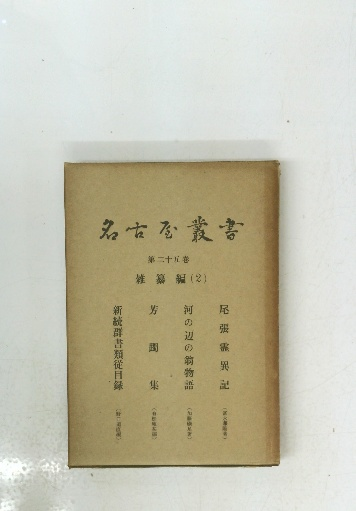 名古屋叢書
第二十五巻
雑纂編(2)
尾張霊異記
河の辺の翁物語
芳躅集
新続群書類従目録